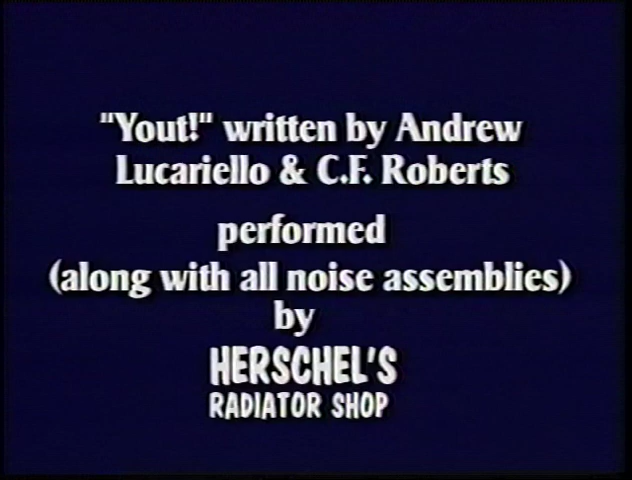 "Yout!" written by Andrew
Lucariello & C.F. Roberts
performed
(along with all noise assemblies)
by
HERSCHEL'S
RADIATOR SHOP